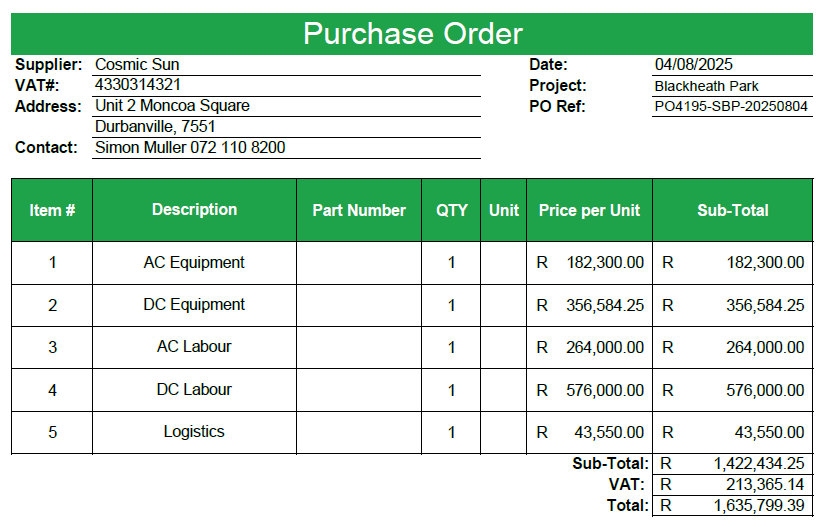 Purchase Order
Supplier: Cosmic Sun Date: 04/08/2025
VAT#: 4330314321 Project: Blackheath Park
Address: Unit 2 Moncoa Square PO Ref: PO4195-SBP-20250804
Durbanville, 7551
Contact: Simon Muller 072 110 8200
Item # Description Part Number QTY Unit Price per Unit Sub-Total
1 AC Equipment 1 R 182,300.00 R 182,300.00
2 DC Equipment 1 R 356,584.25 R 356,584.25
3 AC Labour 1 R 264,000.00 R 264,000.00
4 DC Labour 1 R 576,000.00 R 576,000.00
5 Logistics 1 R 43,550.00 R 43,550.00
Sub-Total: R 1,422,434.25
VAT: R 213,365.14
Total: R 1,635,799.39